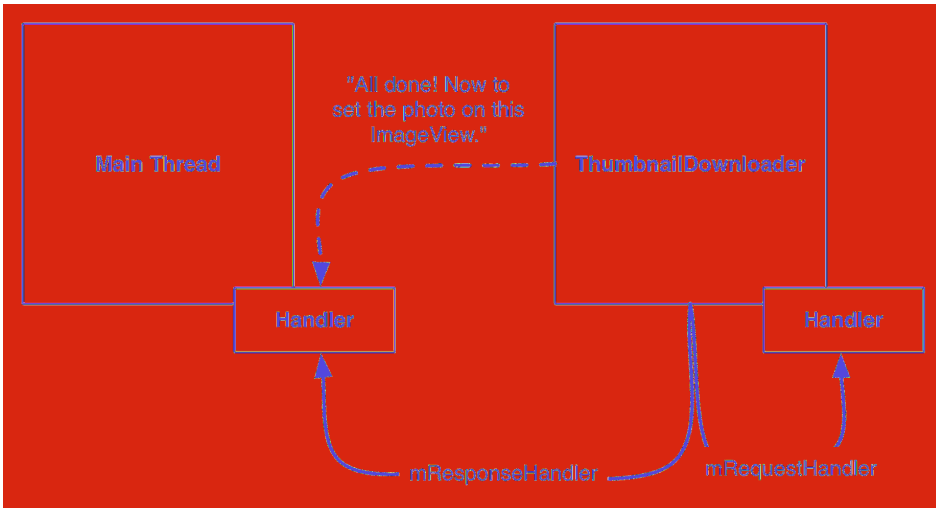 "All done! Now to
set the photo on this
ImageView."
Main Thread
ThumbnailDownloader
Handler
Handler
mResponseHandler
mRequestHandler